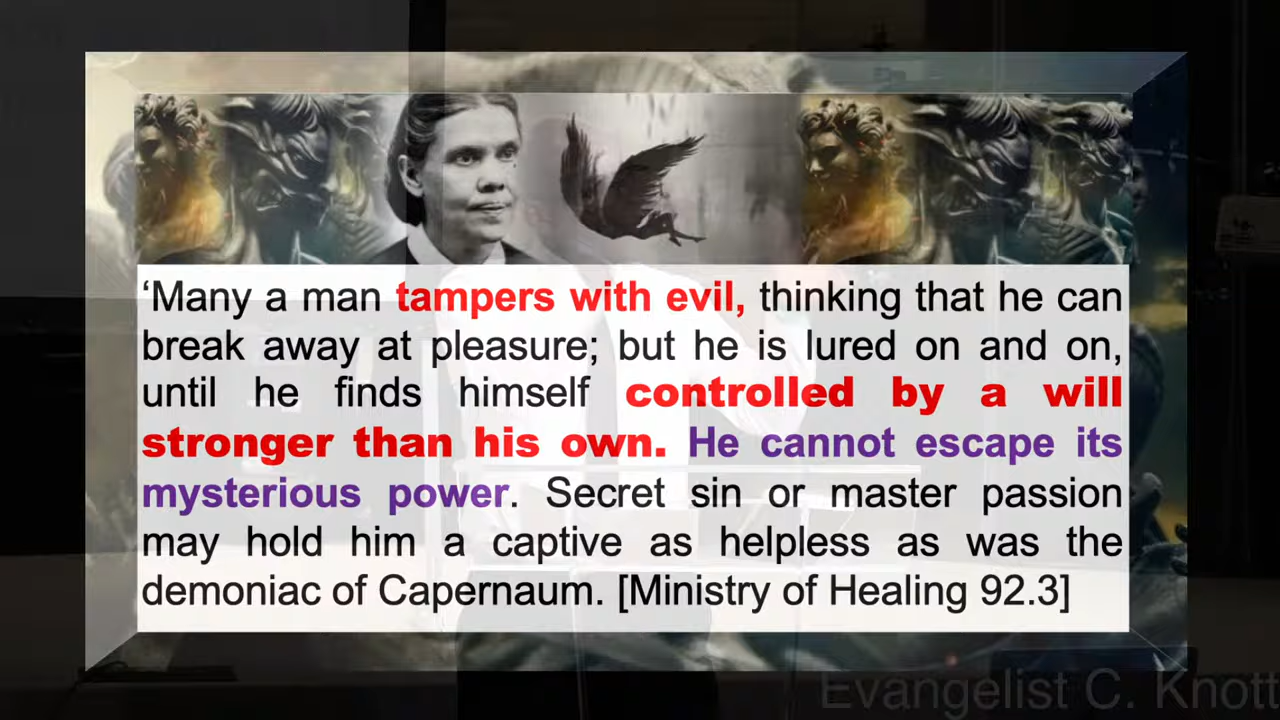 ‘Many a man tampers with evil, thinking that he can
break away at pleasure; but he is lured on and on,
until he finds himself controlled by a will
stronger than his own. He cannot escape its
mysterious power. Secret sin or master passion
may hold him a captive as helpless as was the
demoniac of Capernaum. [Ministry of Healing 92.3]
Evangelist C. Knott